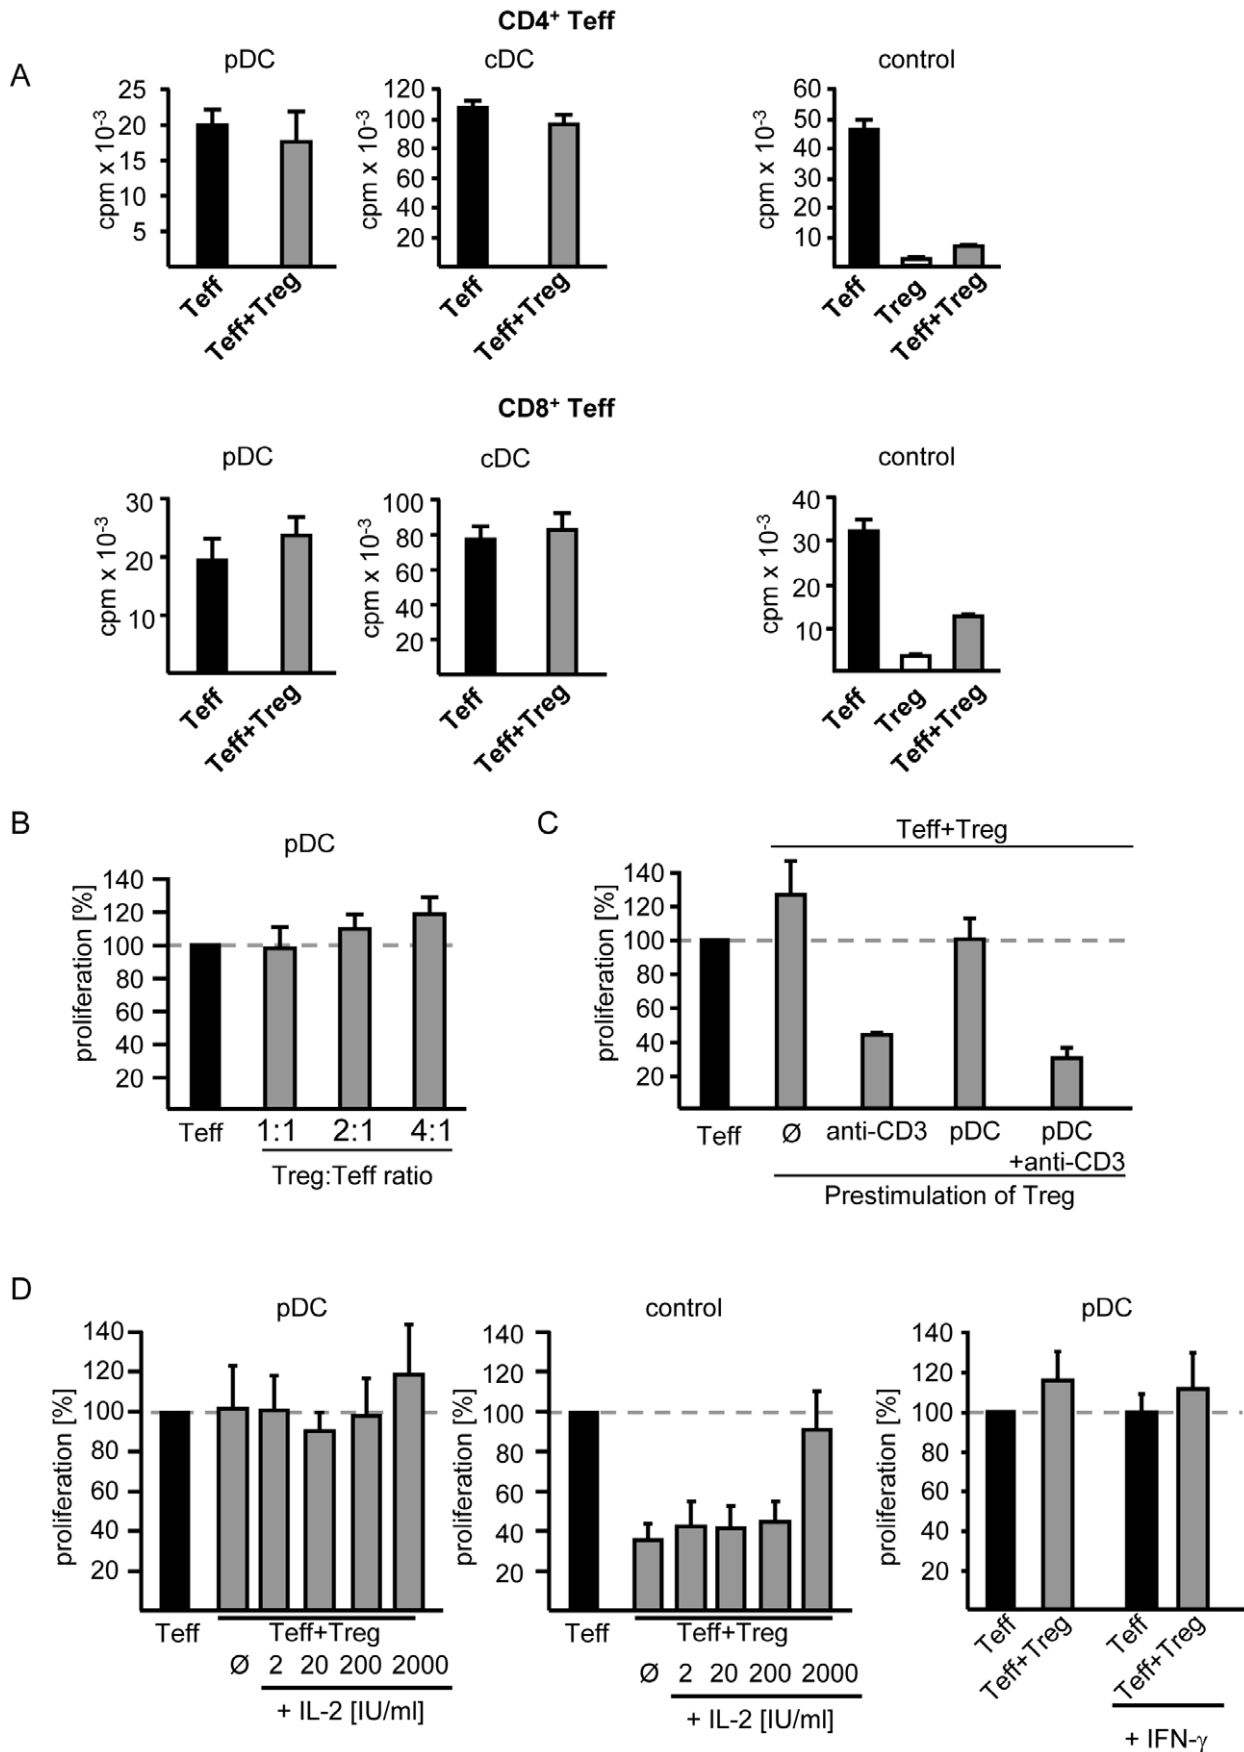 CD4+ Teff
A
pDC
cDC
control
cpm x 10-3
25
20
15
10
5
Teff
Teff+Treg
cpm x 10-3
120
100
80
60
40
20
Teff
Teff+Treg
cpm x 10-3
60
50
40
30
20
10
Teff
Treg
Teff+Treg
CD8+ Teff
pDC
cDC
control
cpm x 10-3
30
20
10
Teff
Teff+Treg
cpm x 10-3
100
80
60
40
20
Teff
Teff+Treg
cpm x 10-3
40
30
20
10
Teff
Treg
Teff+Treg
B
pDC
proliferation [%]
140
120
100
80
60
40
20
Teff
1:1 2:1 4:1
Treg:Teff ratio
C
Teff+Treg
proliferation [%]
140
120
100
80
60
40
20
Teff
Ø anti-CD3 pDC pDC
+anti-CD3
Prestimulation of Treg
D
pDC
proliferation [%]
140
120
100
80
60
40
20
Teff Teff+Treg
Ø 2 20 200 2000
+ IL-2 [IU/ml]
control
proliferation [%]
140
120
100
80
60
40
20
Teff Teff+Treg
Ø 2 20 200 2000
+ IL-2 [IU/ml]
pDC
proliferation [%]
140
120
100
80
60
40
20
Teff
Teff+Treg
Teff
Teff+Treg
+ IFN-γ